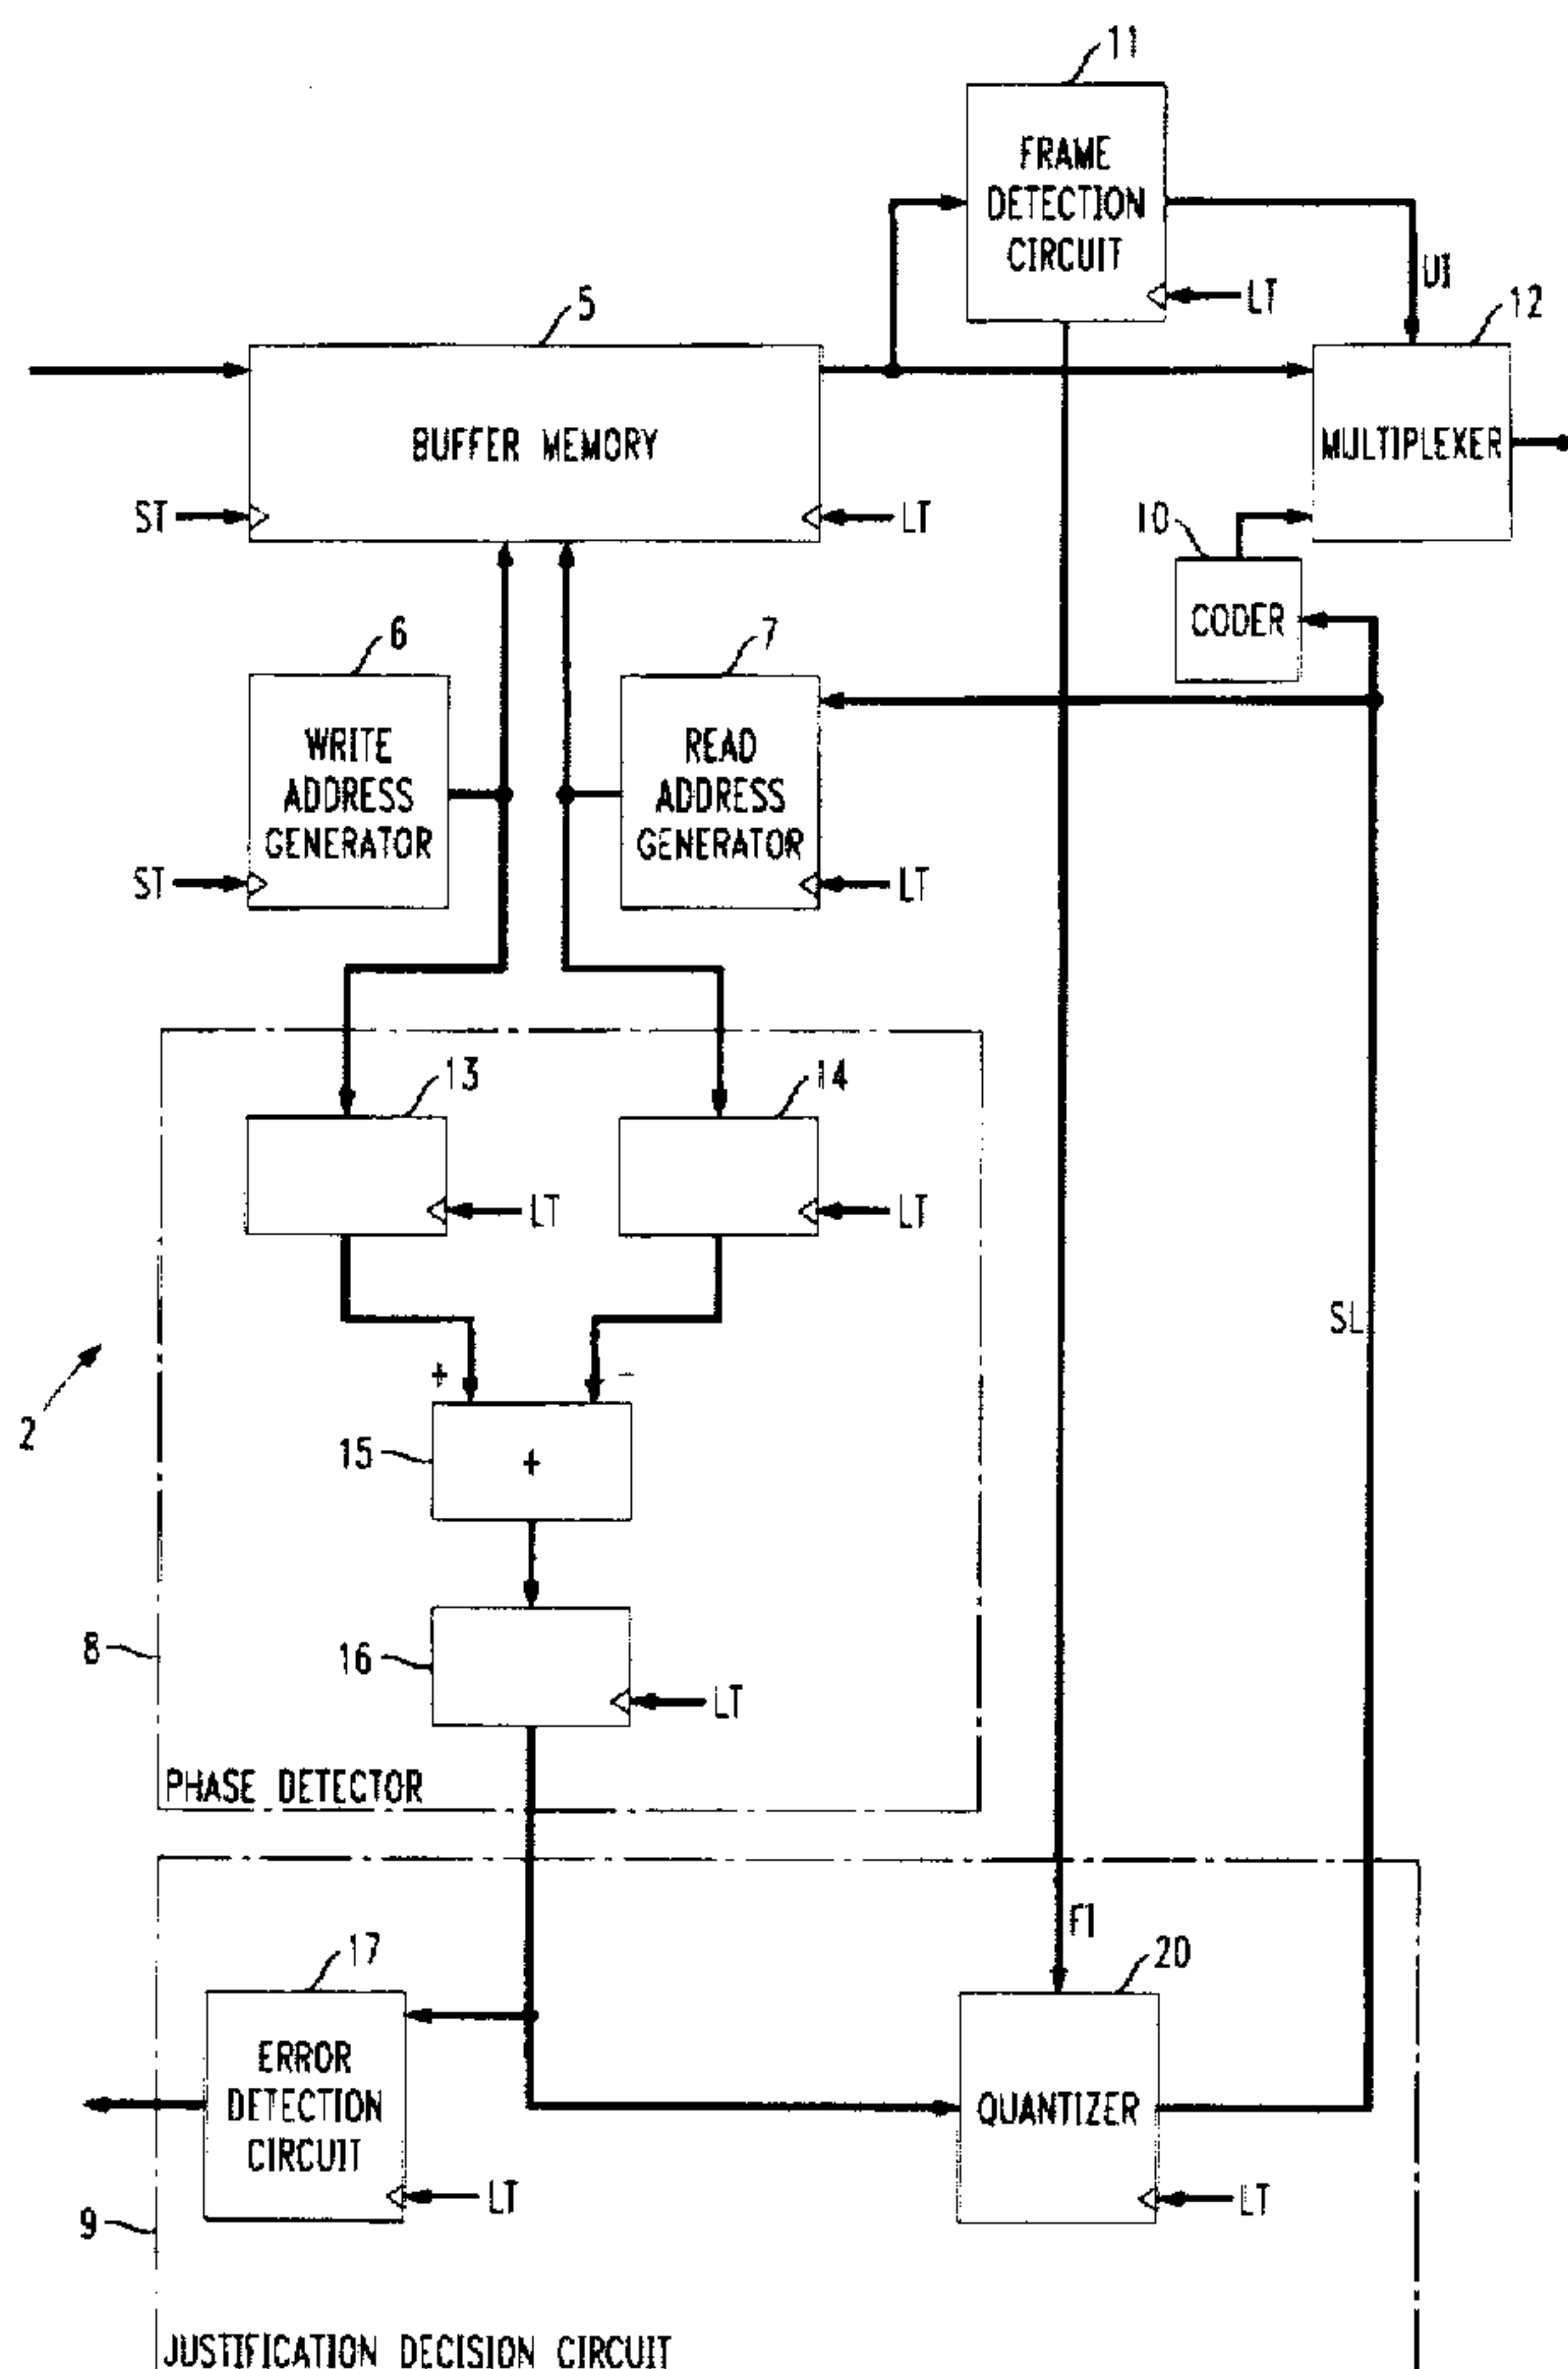 11
FRAME
DETECTION
CIRCUIT
LT
UI
12
5
BUFFER MEMORY
ST
LT
MULTIPLEXER
10
CODER
6
WRITE
ADDRESS
GENERATOR
ST
7
READ
ADDRESS
GENERATOR
LT
13
LT
14
LT
SL
2
+
-
15
+
16
LT
8
PHASE DETECTOR
FI
17
ERROR
DETECTION
CIRCUIT
LT
20
QUANTIZER
LT
9
JUSTIFICATION DECISION CIRCUIT